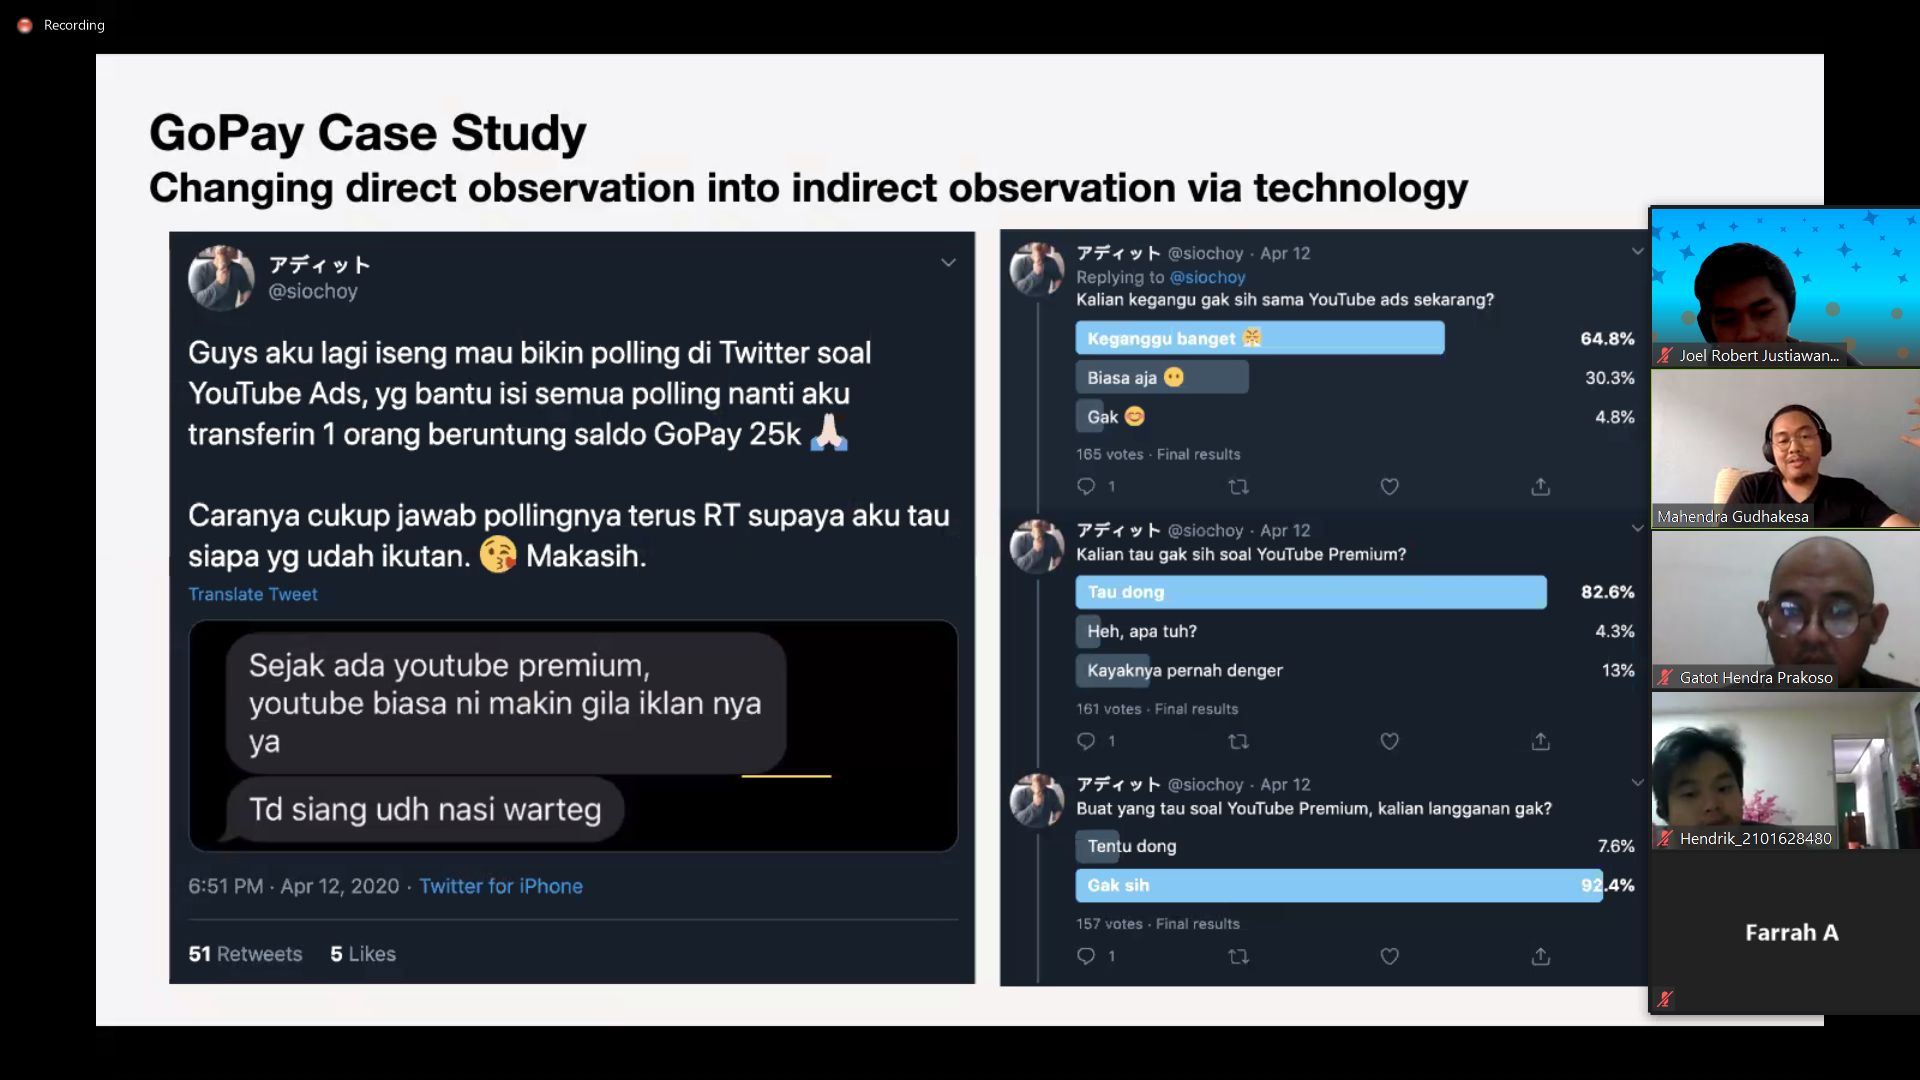 Recording
GoPay Case Study
Changing direct observation into indirect observation via technology
アディット
@siochoy
Guys aku lagi iseng mau bikin polling di Twitter soal
YouTube Ads, yg bantu isi semua polling nanti aku
transferin 1 orang beruntung saldo GoPay 25k 🙏🏻
Caranya cukup jawab pollingnya terus RT supaya aku tau
siapa yg udah ikutan. 😘 Makasih.
Translate Tweet
Sejak ada youtube premium,
youtube biasa ni makin gila iklan nya
ya
Td siang udh nasi warteg
6:51 PM · Apr 12, 2020 · Twitter for iPhone
51 Retweets 5 Likes
アディット @siochoy · Apr 12
Replying to @siochoy
Kalian kegangu gak sih sama YouTube ads sekarang?
Keganggu banget 😤 64.8%
Biasa aja 😶 30.3%
Gak 😊 4.8%
165 votes · Final results
1
アディット @siochoy · Apr 12
Kalian tau gak sih soal YouTube Premium?
Tau dong 82.6%
Heh, apa tuh? 4.3%
Kayaknya pernah denger 13%
161 votes · Final results
1
アディット @siochoy · Apr 12
Buat yang tau soal YouTube Premium, kalian langganan gak?
Tentu dong 7.6%
Gak sih 92.4%
157 votes · Final results
1
Joel Robert Justiawan...
Mahendra Gudhakesa
Gatot Hendra Prakoso
Hendrik_2101628480
Farrah A